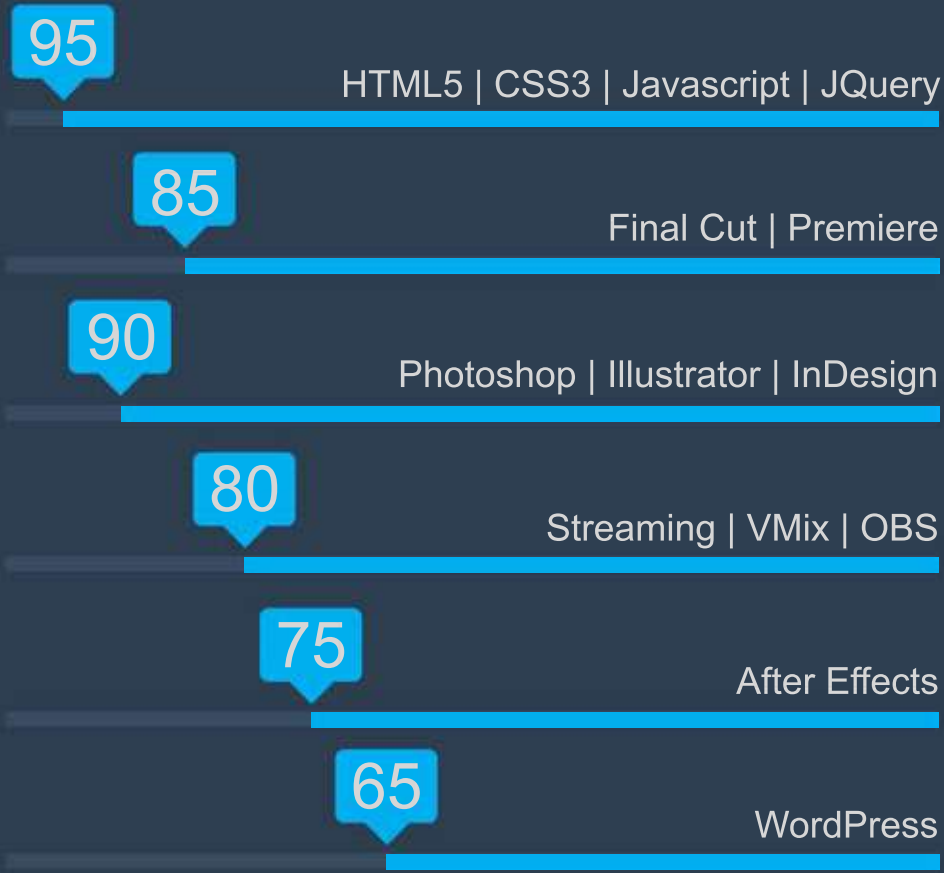 95
HTML5 | CSS3 | Javascript | JQuery
85
Final Cut | Premiere
90
Photoshop | Illustrator | InDesign
80
Streaming | VMix | OBS
75
After Effects
65
WordPress